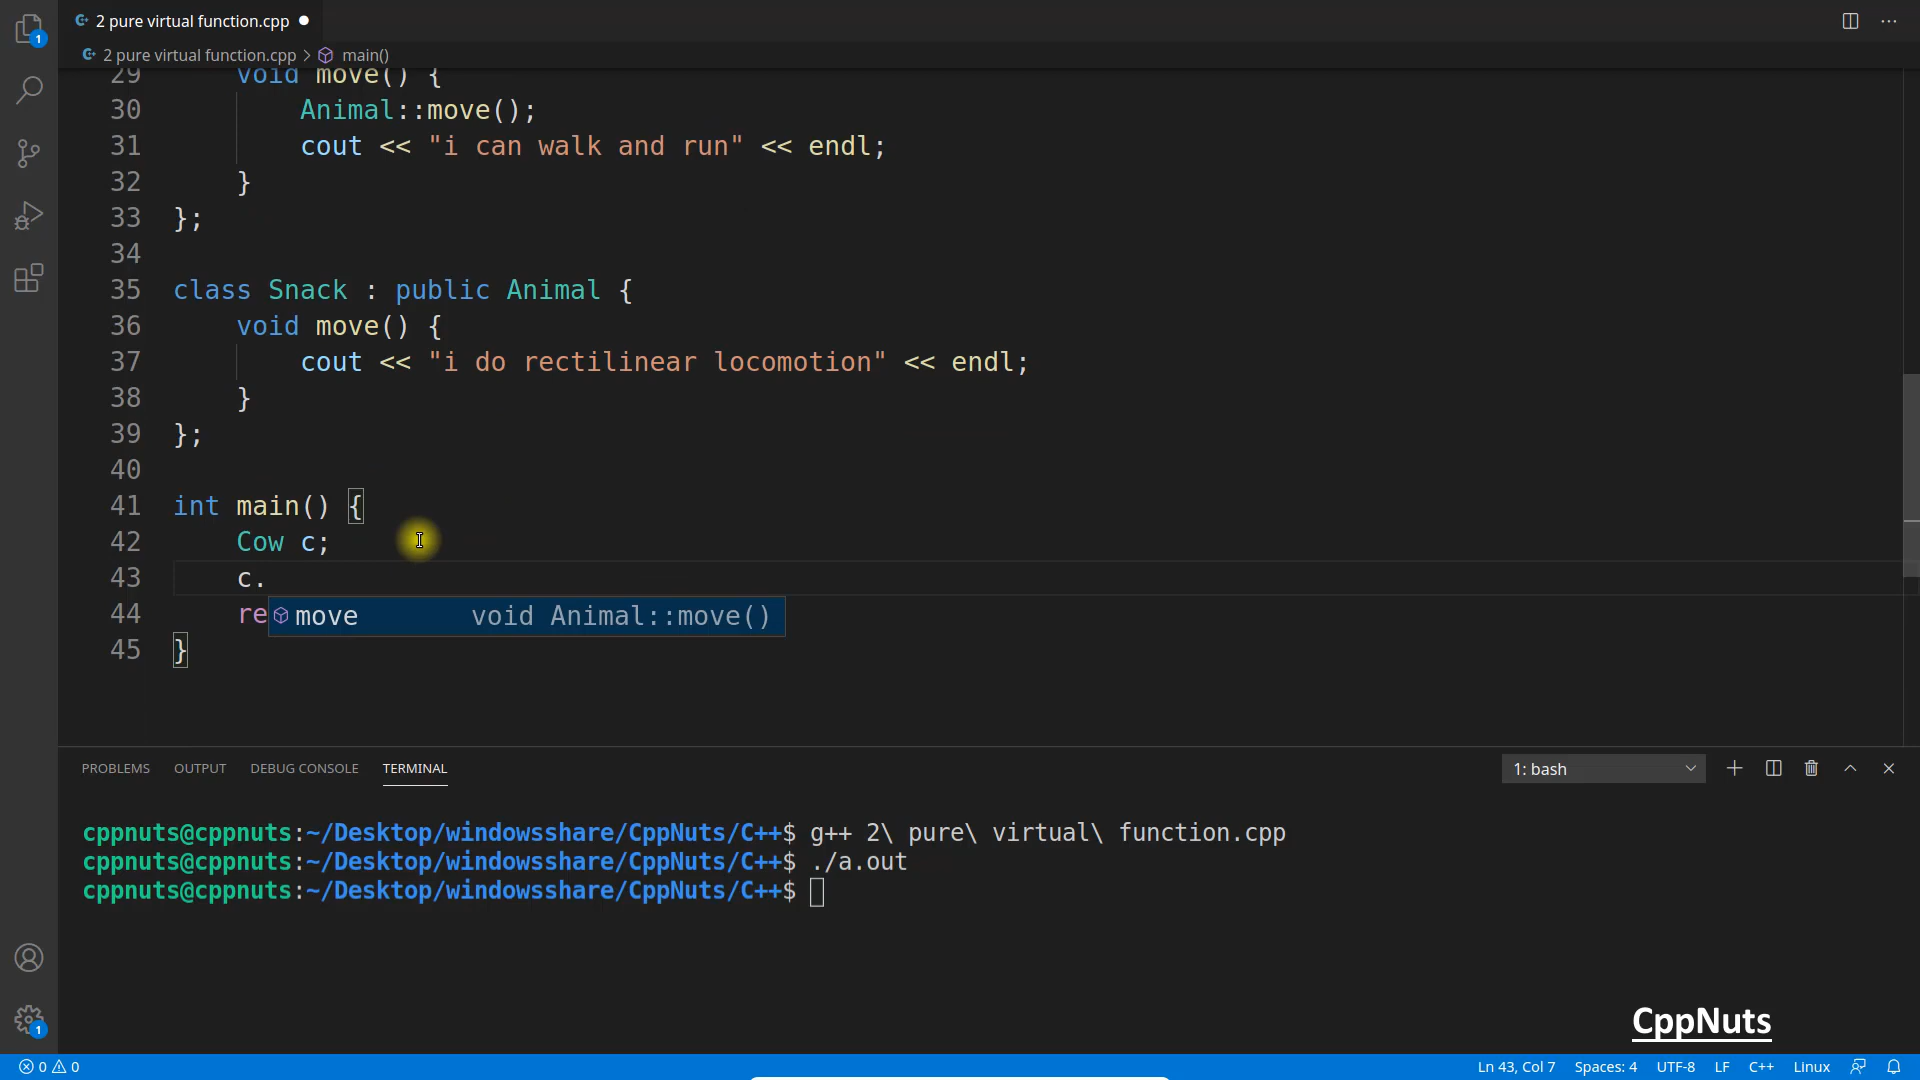 1
2 pure virtual function.cpp
2 pure virtual function.cpp > main()
29 void move() {
30 Animal::move();
31 cout << "i can walk and run" << endl;
32 }
33 };
34
35 class Snack : public Animal {
36 void move() {
37 cout << "i do rectilinear locomotion" << endl;
38 }
39 };
40
41 int main() {
42 Cow c;
43 c.
44 re
move void Animal::move()
45 }
PROBLEMS OUTPUT DEBUG CONSOLE TERMINAL 1: bash
cppnuts@cppnuts:~/Desktop/windowsshare/CppNuts/C++$ g++ 2\ pure\ virtual\ function.cpp
cppnuts@cppnuts:~/Desktop/windowsshare/CppNuts/C++$ ./a.out
cppnuts@cppnuts:~/Desktop/windowsshare/CppNuts/C++$
1
CppNuts
0 0 Ln 43, Col 7 Spaces: 4 UTF-8 LF C++ Linux